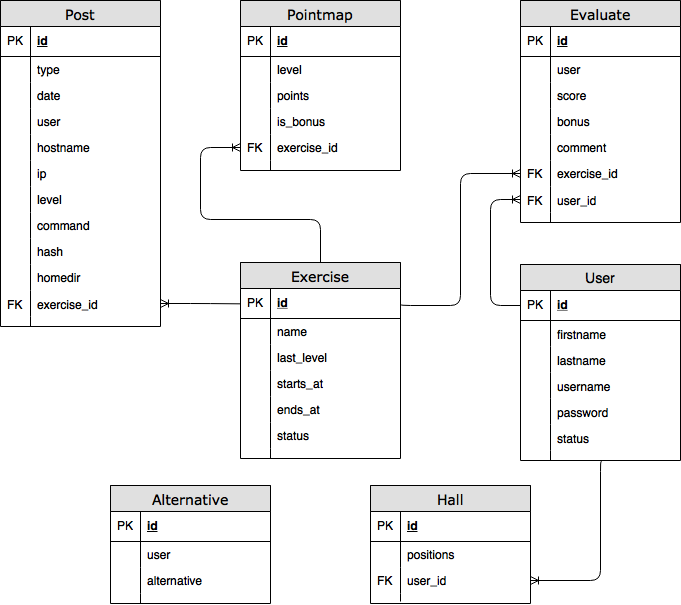 Post
PK id
type
date
user
hostname
ip
level
command
hash
homedir
FK exercise_id
Pointmap
PK id
level
points
is_bonus
FK exercise_id
Evaluate
PK id
user
score
bonus
comment
FK exercise_id
FK user_id
Exercise
PK id
name
last_level
starts_at
ends_at
status
User
PK id
firstname
lastname
username
password
status
Alternative
PK id
user
alternative
Hall
PK id
positions
FK user_id